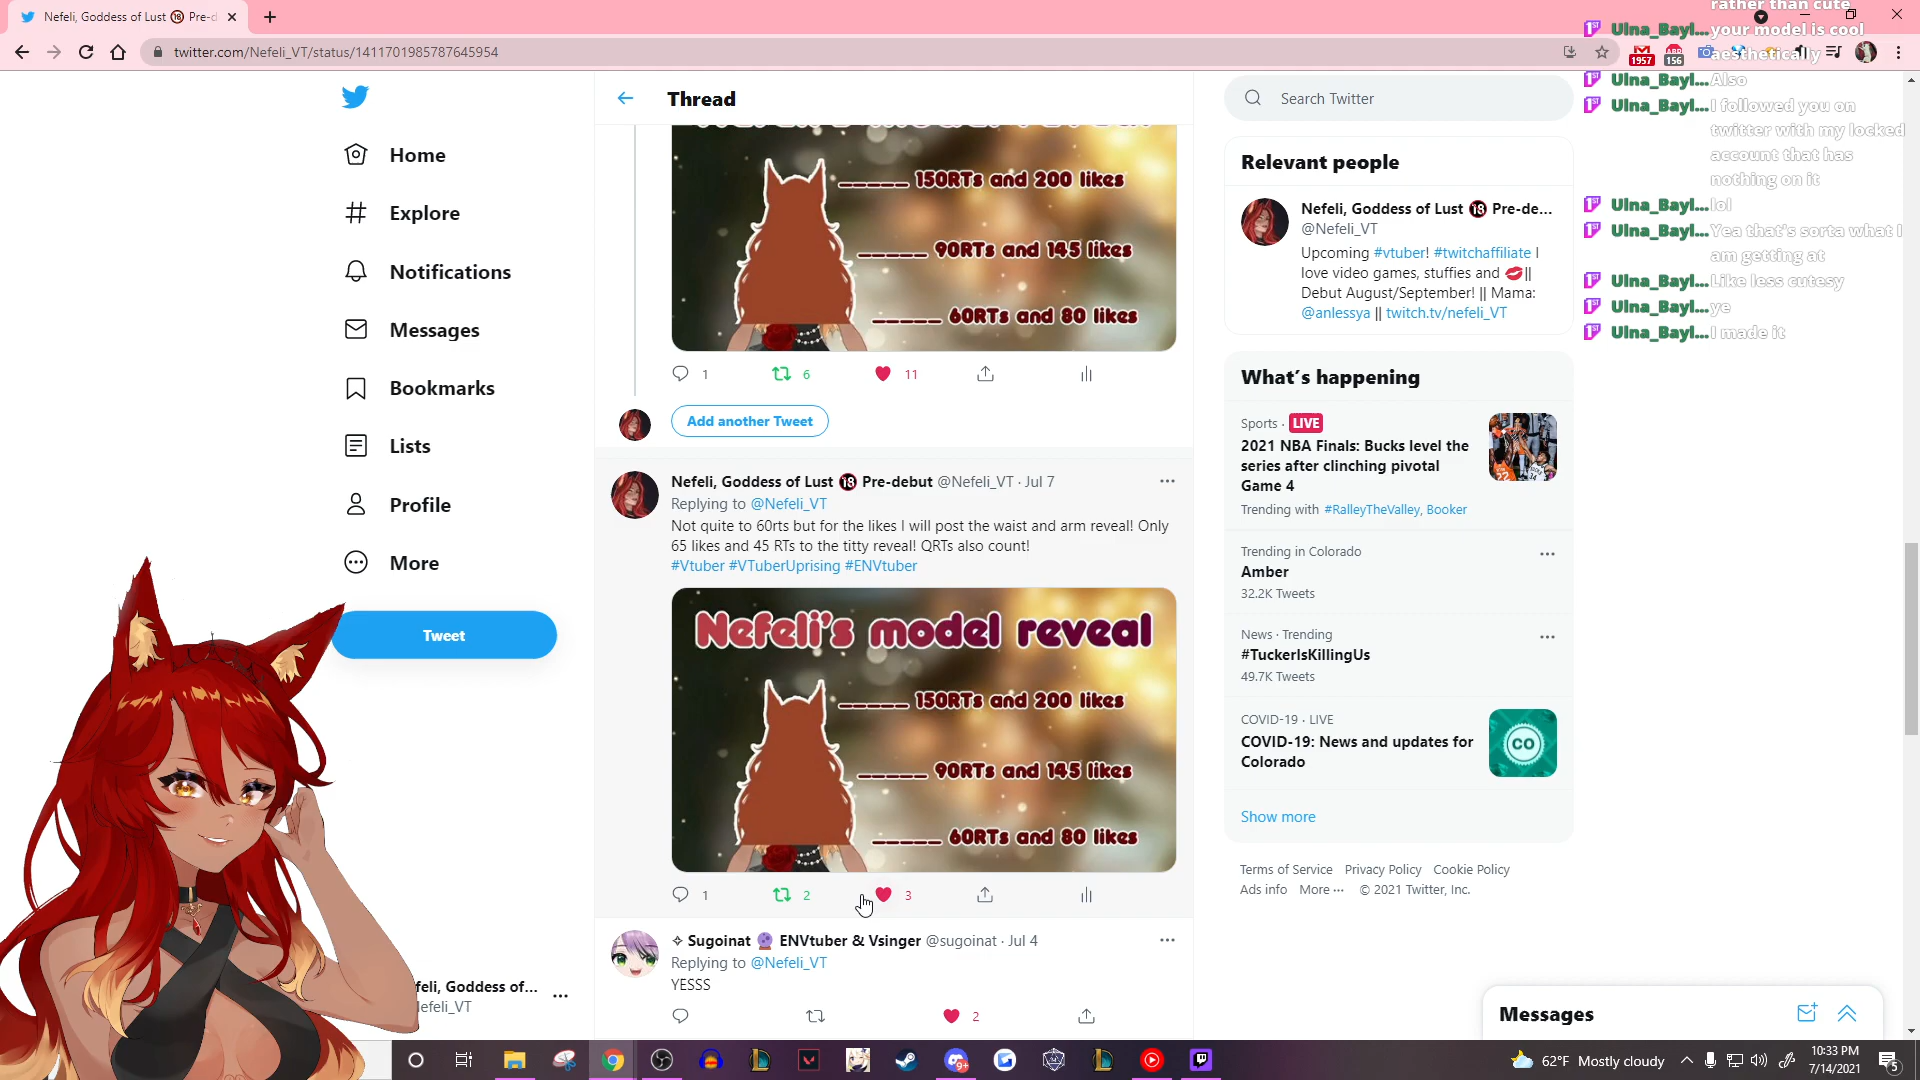 Nefeli, Goddess of Lust 🔞 Pre-d
twitter.com/Nefeli_VT/status/1411701985787645954
1957
156
Home
Explore
Notifications
Messages
Bookmarks
Lists
Profile
More
Tweet
feli, Goddess of...
efeli_VT
Thread
150RTs and 200 likes
90RTs and 145 likes
60RTs and 80 likes
1 6 11
Add another Tweet
Nefeli, Goddess of Lust 🔞 Pre-debut @Nefeli_VT · Jul 7
Replying to @Nefeli_VT
Not quite to 60rts but for the likes I will post the waist and arm reveal! Only
65 likes and 45 RTs to the titty reveal! QRTs also count!
#Vtuber #VTuberUprising #ENVtuber
Nefeli's model reveal
150RTs and 200 likes
90RTs and 145 likes
60RTs and 80 likes
1 2 3
✧ Sugoinat 🔮 ENVtuber & Vsinger @sugoinat · Jul 4
Replying to @Nefeli_VT
YESSS
2
Search Twitter
Relevant people
Nefeli, Goddess of Lust 🔞 Pre-de...
@Nefeli_VT
Upcoming #vtuber! #twitchaffiliate I
love video games, stuffies and 💋||
Debut August/September! || Mama:
@anlessya || twitch.tv/nefeli_VT
What's happening
Sports · LIVE
2021 NBA Finals: Bucks level the
series after clinching pivotal
Game 4
Trending with #RalleyTheValley, Booker
Trending in Colorado
Amber
32.2K Tweets
News · Trending
#TuckerIsKillingUs
49.7K Tweets
COVID-19 · LIVE
COVID-19: News and updates for
Colorado
CO
Show more
Terms of Service Privacy Policy Cookie Policy
Ads info More ··· © 2021 Twitter, Inc.
Messages
rather than cute
Ulna_Bayl... your model is cool
aesthetically
Ulna_Bayl... Also
Ulna_Bayl... I followed you on
twitter with my locked
account that has
nothing on it
Ulna_Bayl... lol
Ulna_Bayl... Yea that's sorta what I
am getting at
Ulna_Bayl... Like less cutesy
Ulna_Bayl... ye
Ulna_Bayl... I made it
9+
62°F Mostly cloudy
10:33 PM
7/14/2021
5